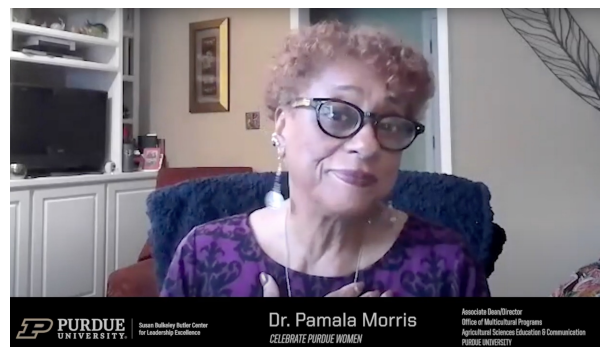 PURDUE
UNIVERSITY®
Susan Bulkeley Butler Center
for Leadership Excellence
Dr. Pamala Morris
CELEBRATE PURDUE WOMEN
Associate Dean/Director
Office of Multicultural Programs
Agricultural Sciences Education & Communication
PURDUE UNIVERSITY